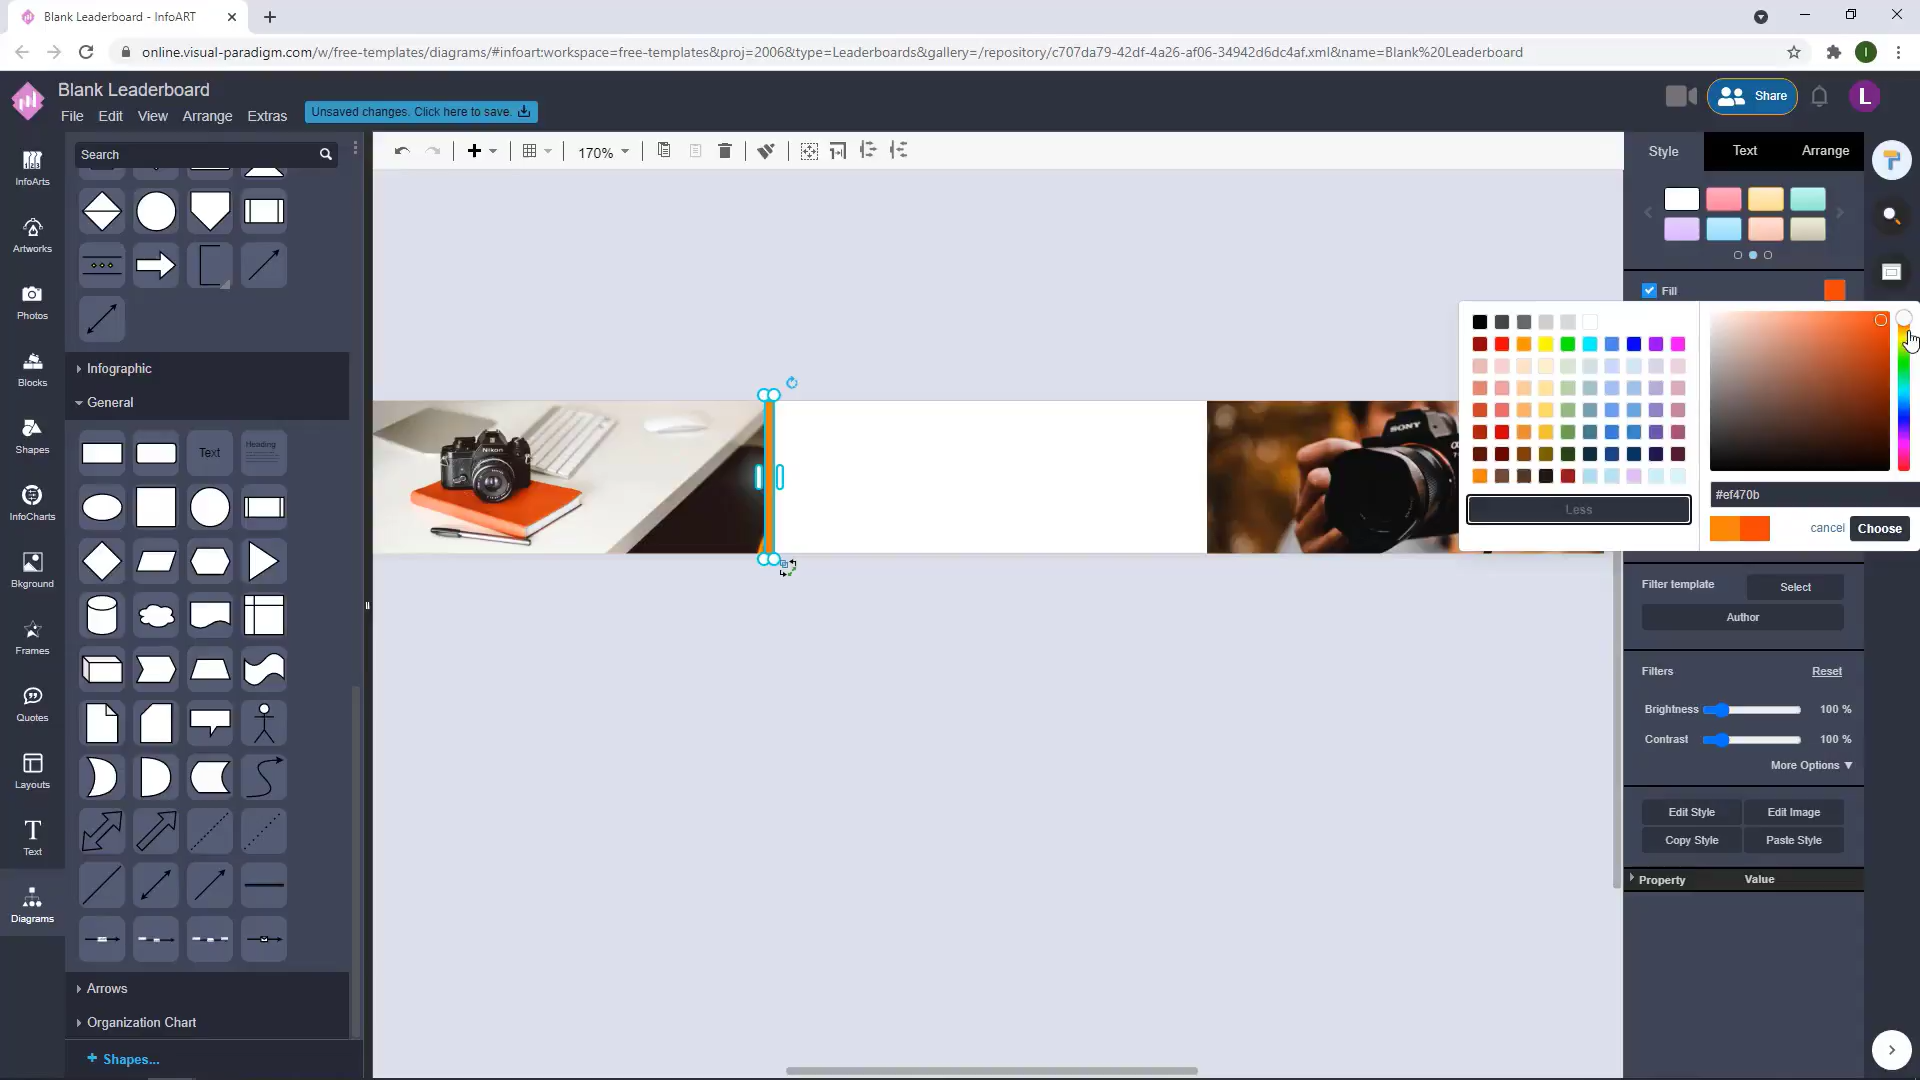 Blank Leaderboard - InfoART
online.visual-paradigm.com/w/free-templates/diagrams/#infoart:workspace=free-templates&proj=2006&type=Leaderboards&gallery=/repository/c707da79-42df-4a26-af06-34942d6dc4af.xml&name=Blank%20Leaderboard
I
Blank Leaderboard
File Edit View Arrange Extras
Unsaved changes. Click here to save.
Share
L
Search
170%
Style Text Arrange
InfoArts
Artworks
Photos
Blocks
Shapes
InfoCharts
Bkground
Frames
Quotes
Layouts
Text
Diagrams
Infographic
General
Text
Heading
Arrows
Organization Chart
+ Shapes...
Nikon
SONY
Fill
Less
#ef470b
cancel Choose
Filter template Select
Author
Filters Reset
Brightness 100 %
Contrast 100 %
More Options ▼
Edit Style Edit Image
Copy Style Paste Style
Property Value